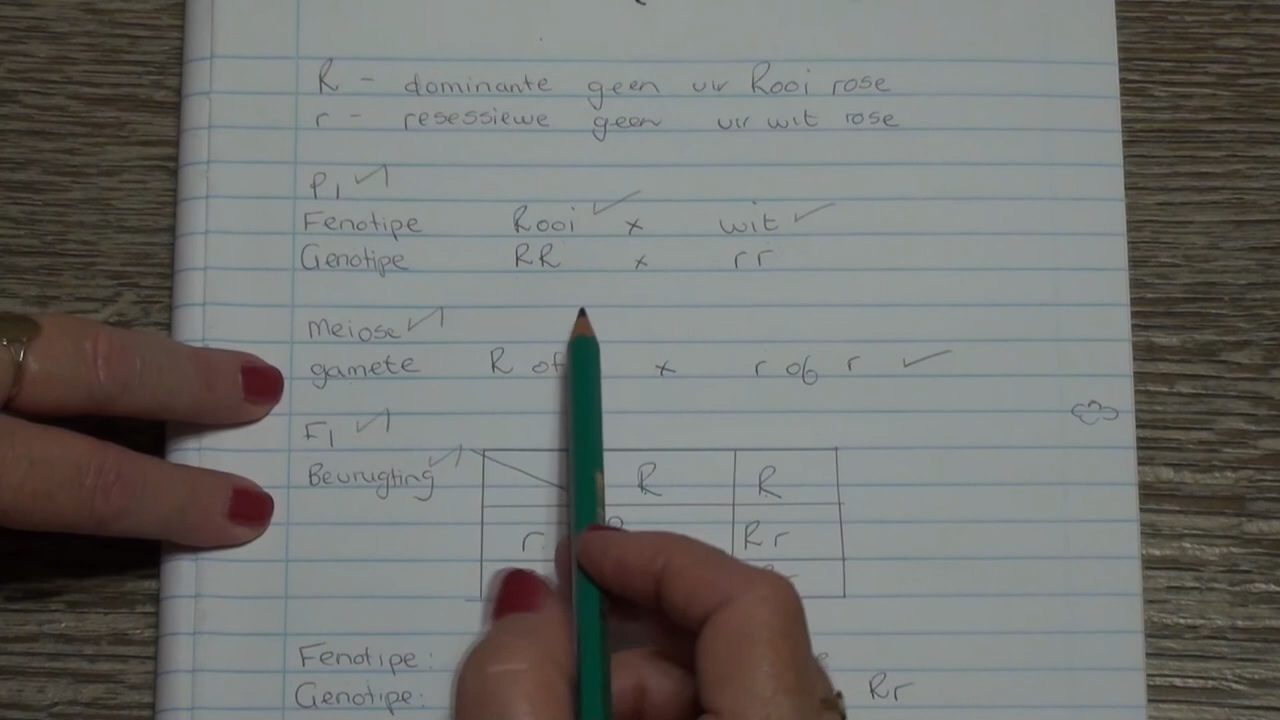 R - dominante geen vir Rooi rose
r - resessiewe geen vir wit rose
P1
Fenotipe Rooi x wit
Genotipe RR x rr
Meiose
gamete R of x r of r
F1
Bevrugting R R
r Rr
Fenotipe:
Genotipe: Rr